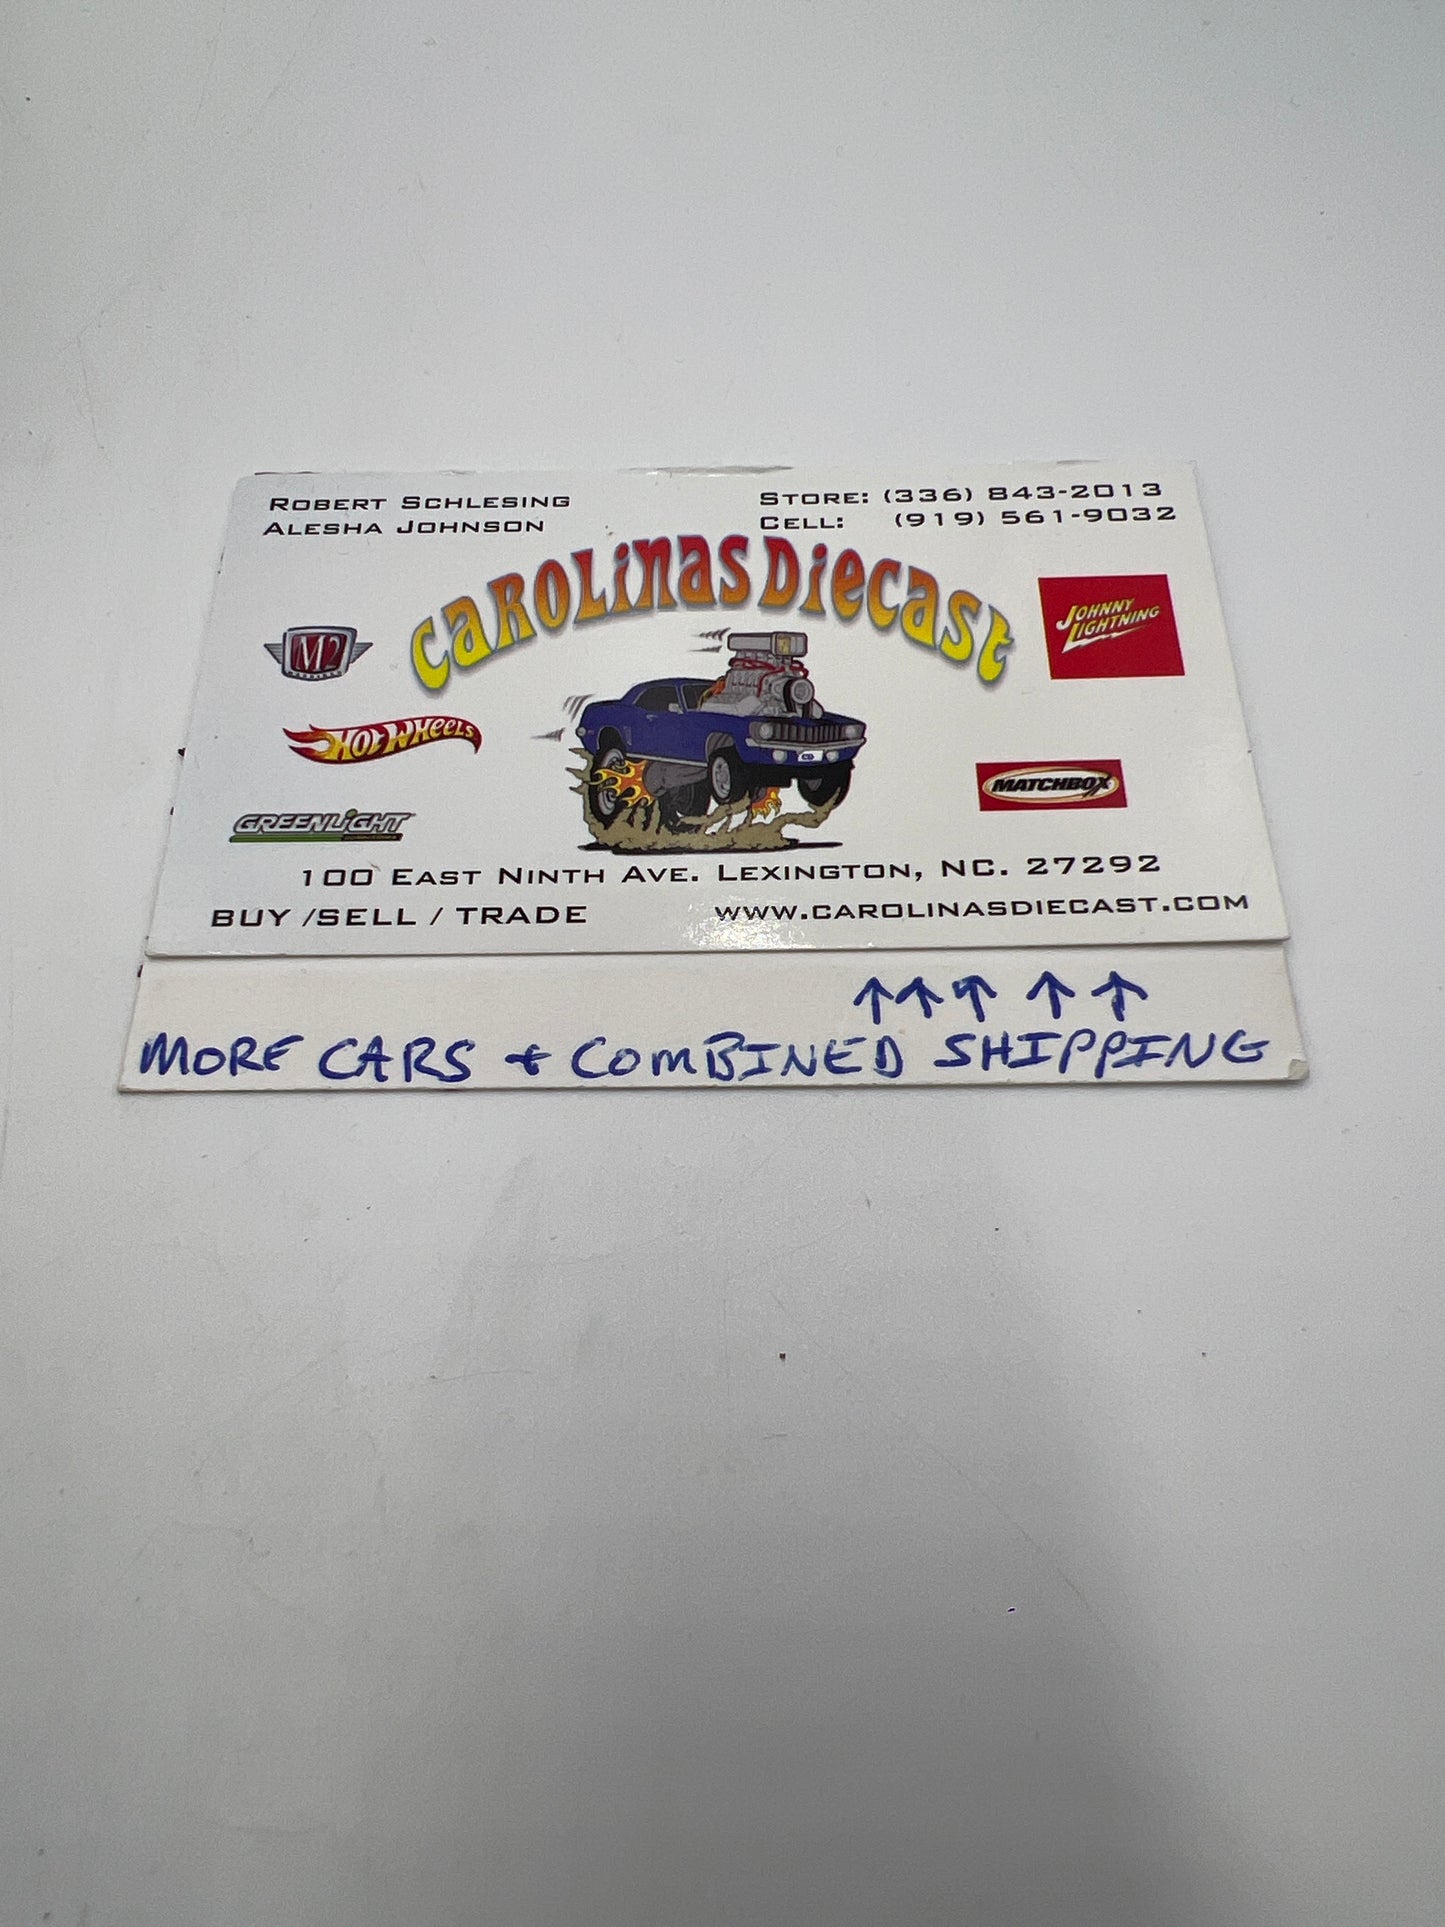 ROBERT SCHLESING
ALESHA JOHNSON
STORE: (336) 843-2013
CELL: (919) 561-9032
CAROLINAS DIECAST
M2
JOHNNY LIGHTNING
HOT WHEELS
MATCHBOX
GREENLIGHT
100 EAST NINTH AVE. LEXINGTON, NC. 27292
BUY /SELL / TRADE
WWW.CAROLINASDIECAST.COM
↑↑↑ ↑ ↑
MORE CARS + COMBINED SHIPPING